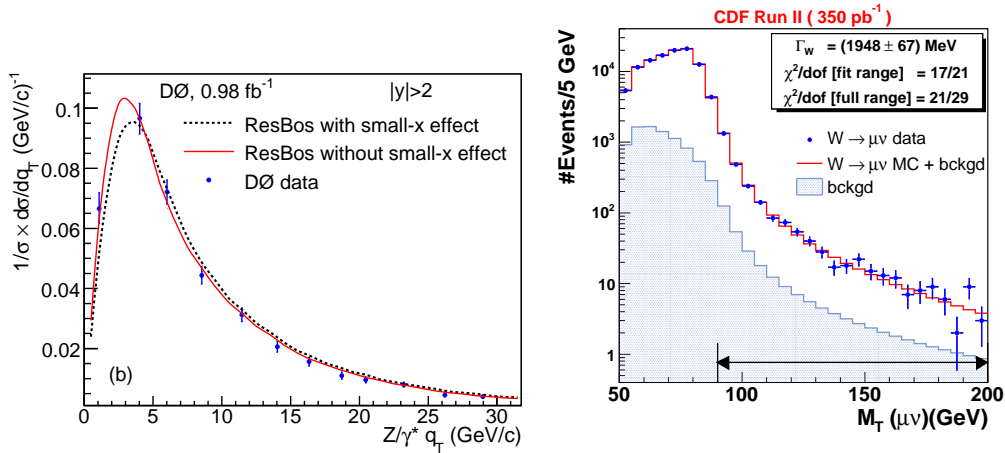 DØ, 0.98 fb⁻¹ |y|>2
ResBos with small-x effect
ResBos without small-x effect
DØ data
1/σ × dσ/dq_T (GeV/c)⁻¹
0.1
0.08
0.06
0.04
0.02
(b)
0 5 10 15 20 25 30
Z/γ* q_T (GeV/c)
CDF Run II ( 350 pb⁻¹)
Γ_W = (1948 ± 67) MeV
χ²/dof [fit range] = 17/21
χ²/dof [full range] = 21/29
W → μν data
W → μν MC + bckgd
bckgd
#Events/5 GeV
10⁴
10³
10²
10
1
50 100 150 200
M_T (μν)(GeV)